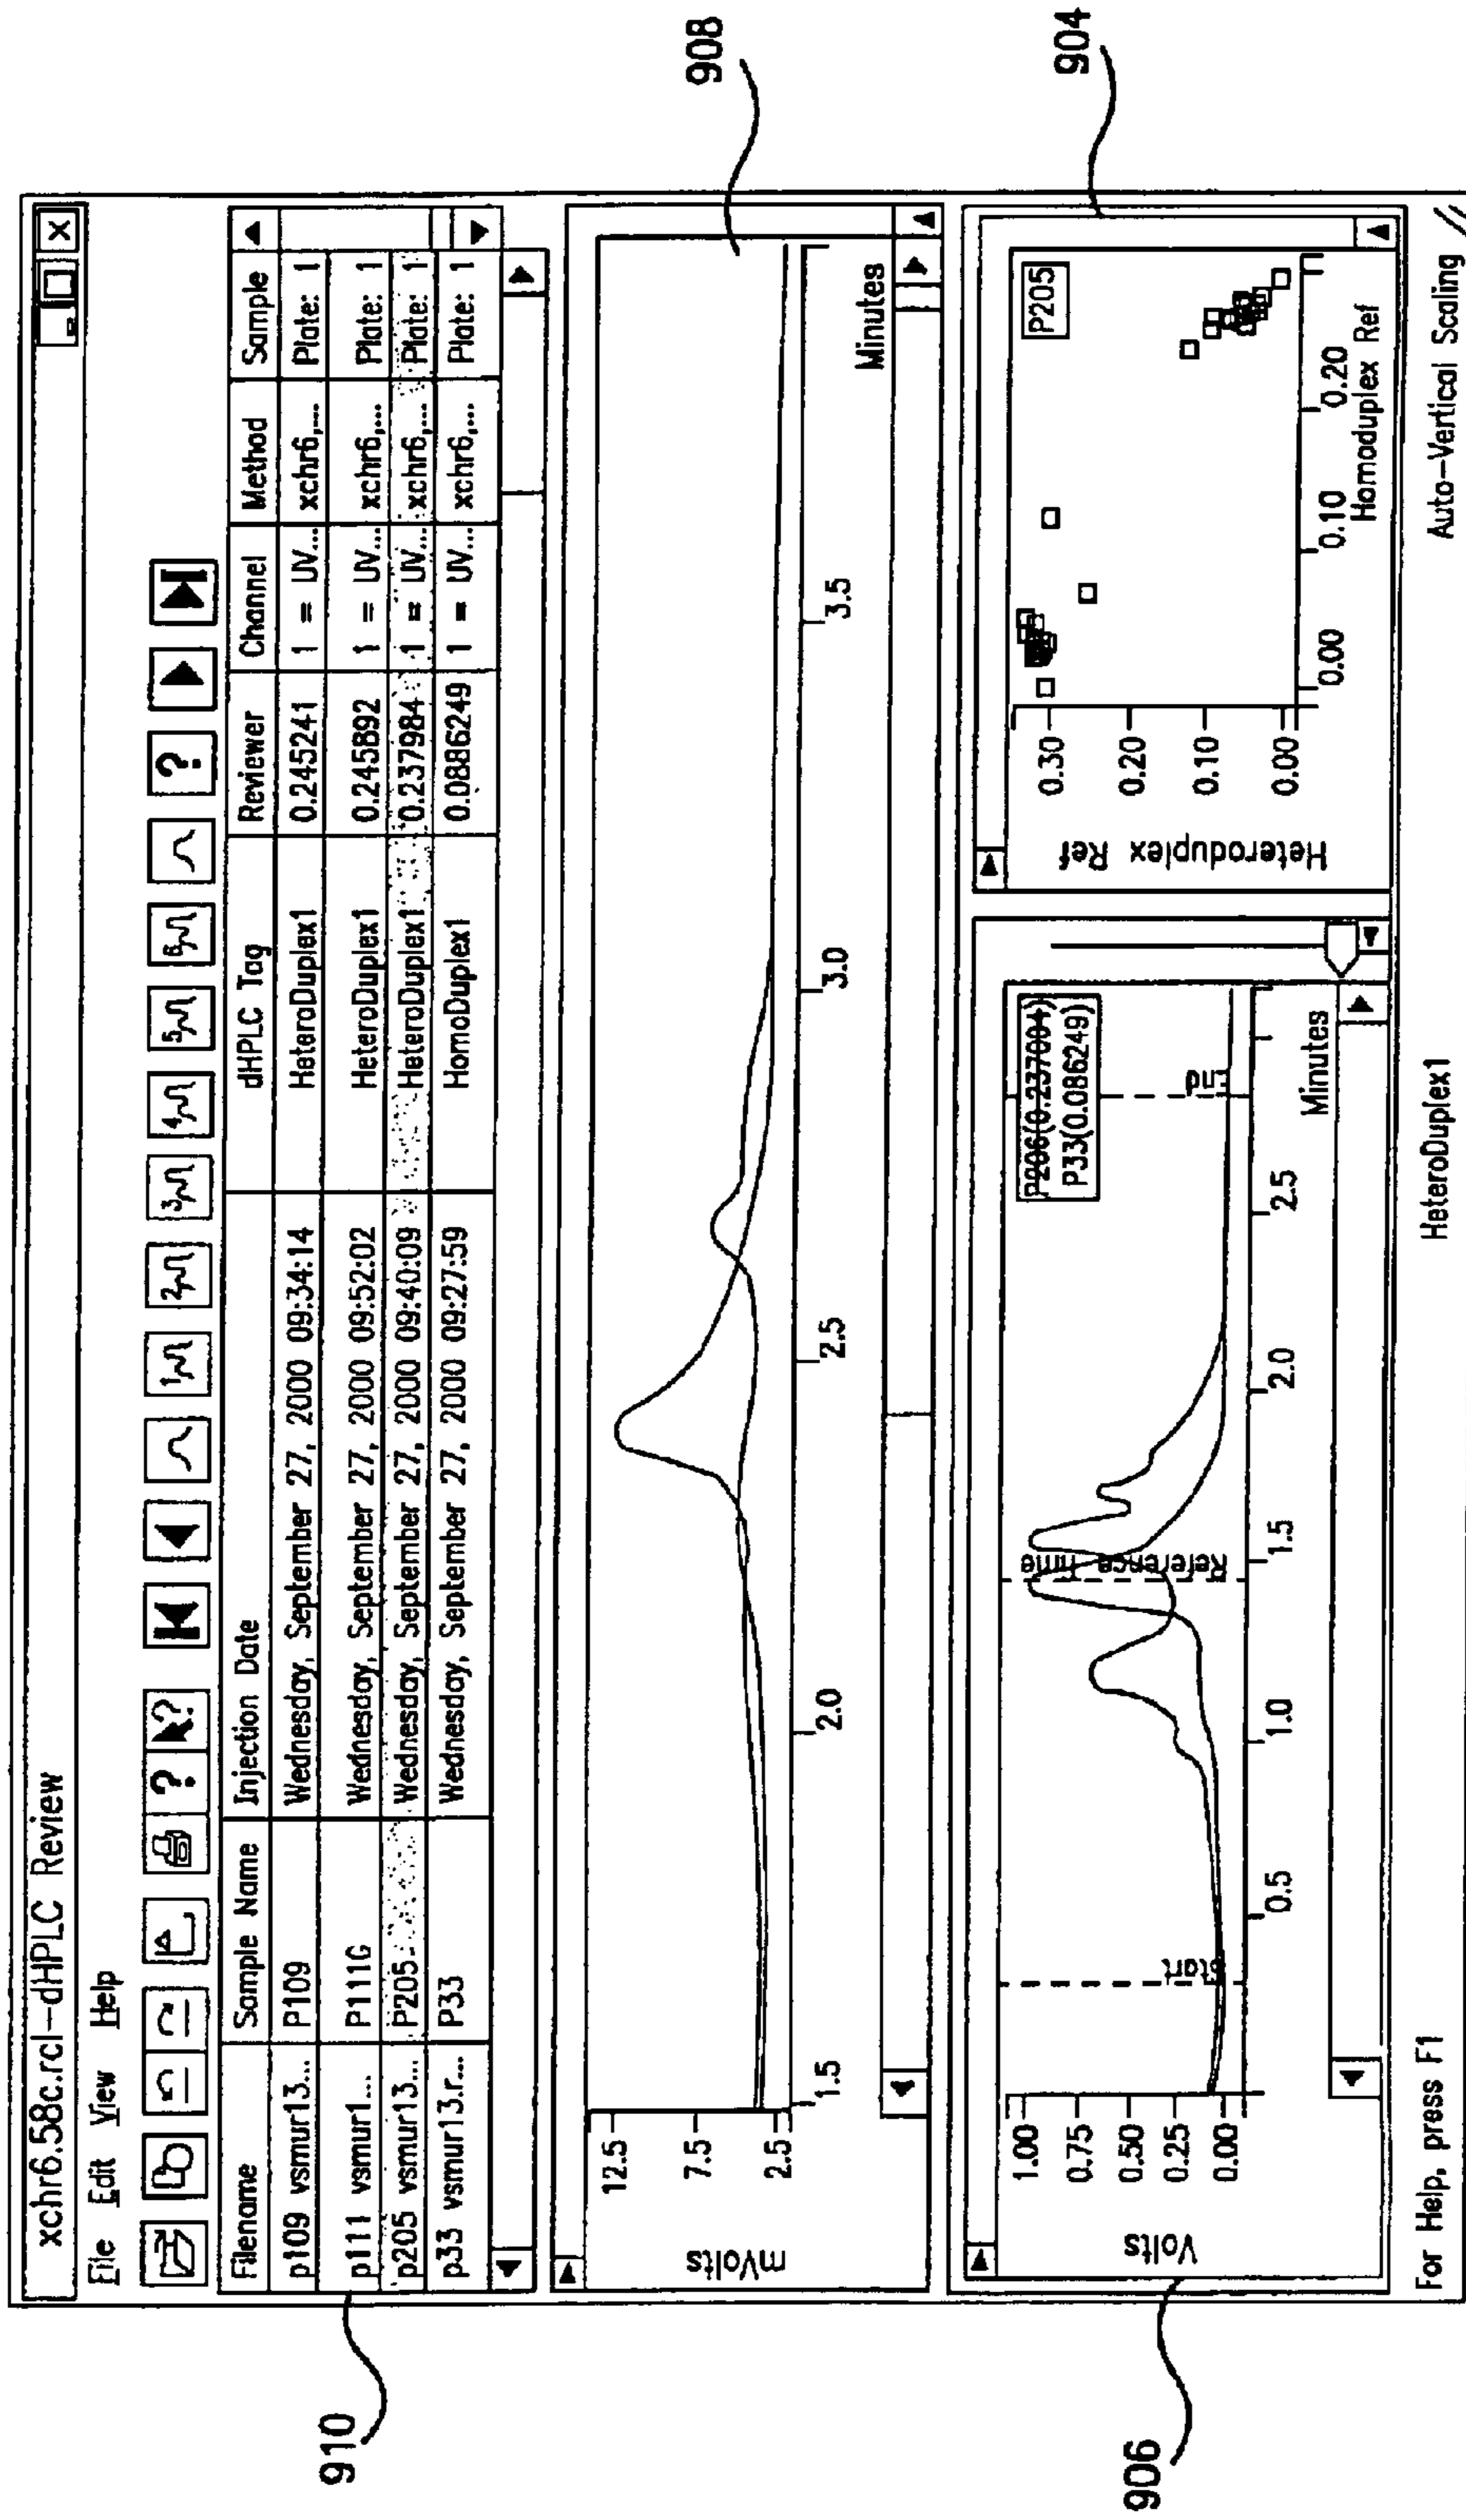 xchr6.58c.rcl-dHPLC Review
File Edit View Help
? ? 1 2 3 4 5 6 ?
Filename Sample Name Injection Date dHPLC Tag Reviewer Channel Method Sample
p109 vsmur13... P109 Wednesday, September 27, 2000 09:34:14 HeteroDuplex1 0.245241 1 = UV... xchr6,... Plate: 1
p111 vsmur1... P111G Wednesday, September 27, 2000 09:52:02 HeteroDuplex1 0.245892 1 = UV... xchr6,... Plate: 1
p205 vsmur13... P205 Wednesday, September 27, 2000 09:40:09 HeteroDuplex1 0.237984 1 = UV... xchr6,... Plate: 1
p33 vsmur13.r... P33 Wednesday, September 27, 2000 09:27:59 HomoDuplex1 0.0886249 1 = UV... xchr6,... Plate: 1
910
mVolts
12.5
7.5
2.5
1.5 2.0 2.5 3.0 3.5
Minutes
908
Volts
1.00
0.75
0.50
0.25
0.00
Start
Reference Time
End
P33(0.086249)
0.5 1.0 1.5 2.0 2.5
Minutes
906
Heteroduplex Ref
0.30
0.20
0.10
0.00
P205
0.00 0.10 0.20
Homoduplex Ref
904
For Help, press F1 HeteroDuplex1 Auto-Vertical Scaling